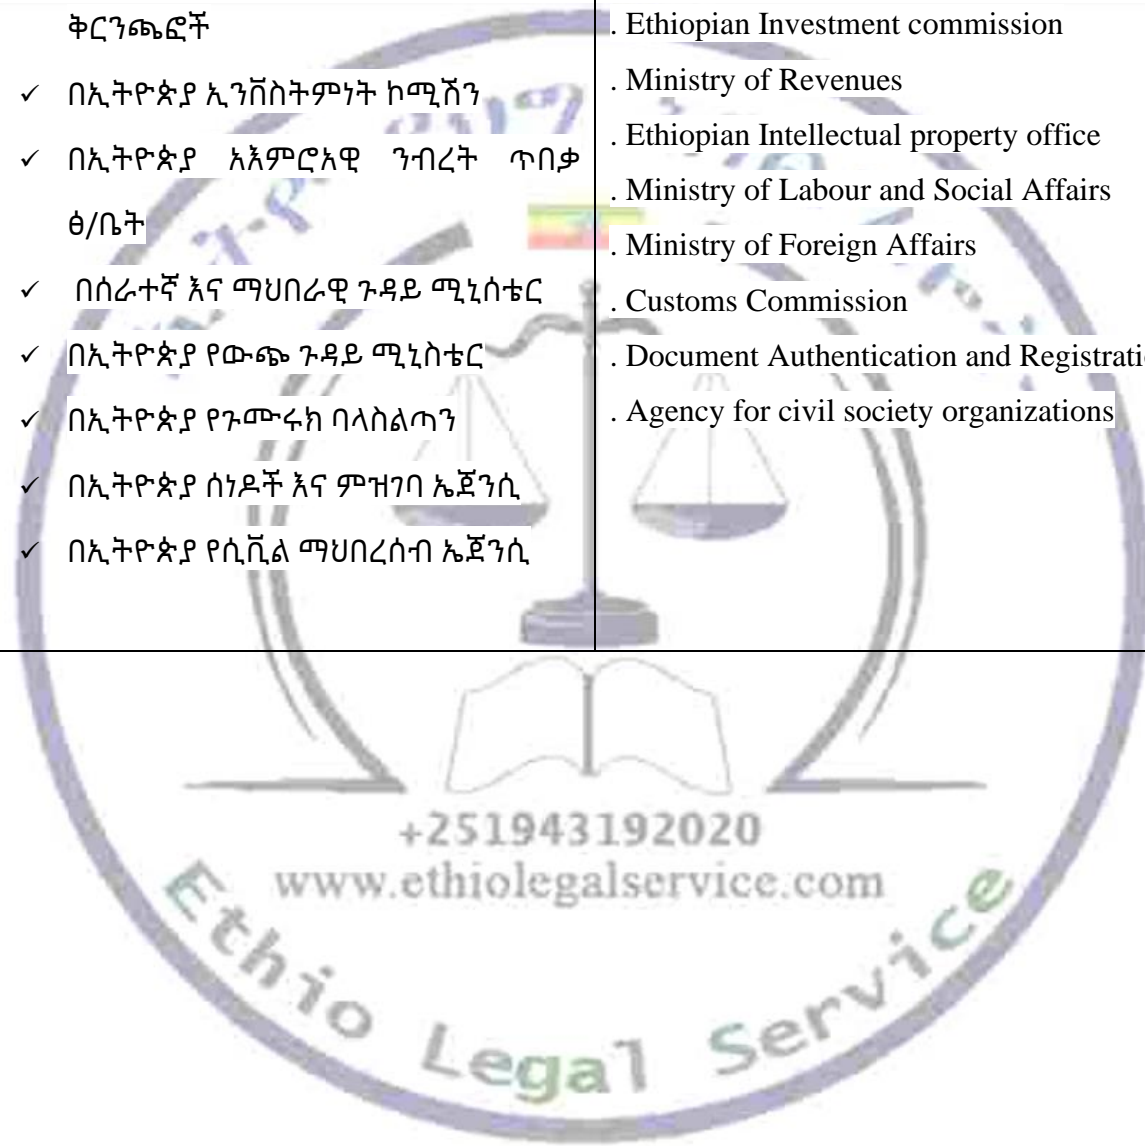 ቅርንጫፎች
✓ በኢትዮጵያ ኢንቨስትምነት ኮሚሽን
✓ በኢትዮጵያ አእምሮአዊ ንብረት ጥበቃ
ፅ/ቤት
✓ በሰራተኛ እና ማህበራዊ ጉዳይ ሚኒሰቴር
✓ በኢትዮጵያ የውጭ ጉዳይ ሚኒስቴር
✓ በኢትዮጵያ የጉሙሩክ ባላስልጣን
✓ በኢትዮጵያ ሰነዶች እና ምዝገባ ኤጀንሲ
✓ በኢትዮጵያ የሲቪል ማህበረሰብ ኤጀንሲ
. Ethiopian Investment commission
. Ministry of Revenues
. Ethiopian Intellectual property office
. Ministry of Labour and Social Affairs
. Ministry of Foreign Affairs
. Customs Commission
. Document Authentication and
. Agency for civil society organizations
+251943192020
www.ethiolegalservice.com
Ethio Legal Service